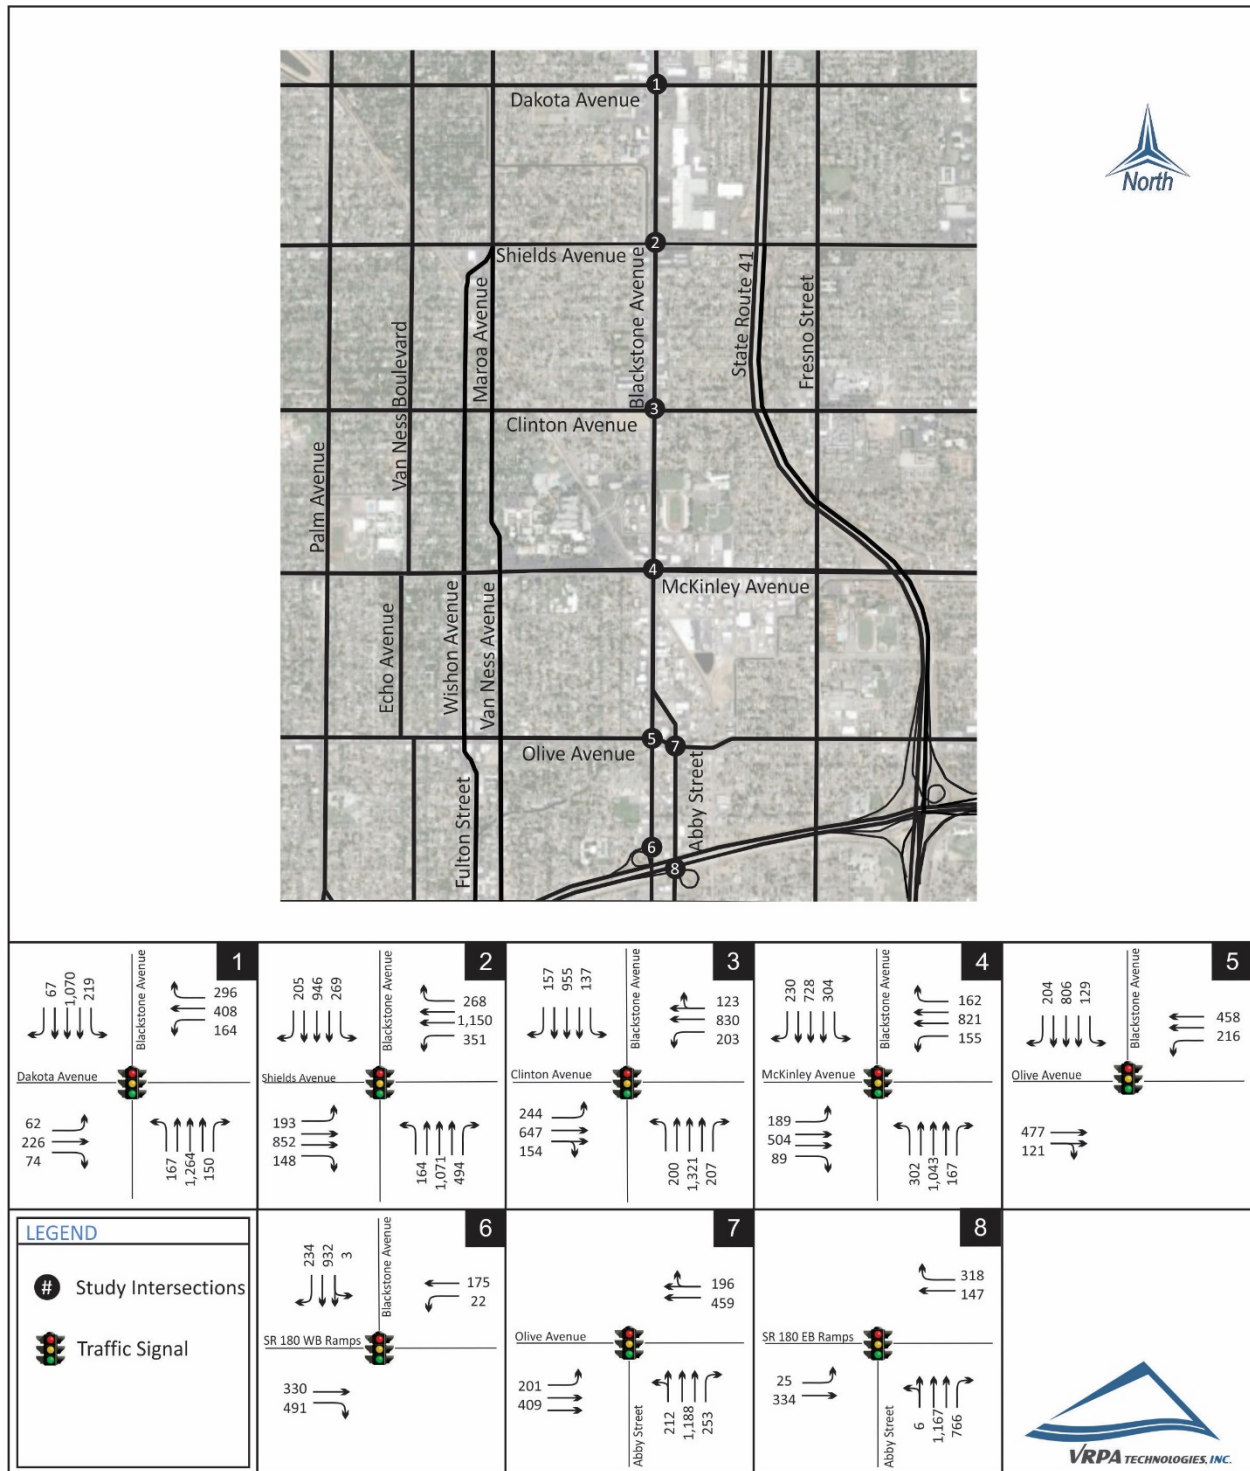 North
1
Dakota Avenue
2
Shields Avenue
Blackstone Avenue
State Route 41
Fresno Street
Maroa Avenue
Van Ness Boulevard
3
Clinton Avenue
Palm Avenue
4
McKinley Avenue
Echo Avenue
Wishon Avenue
Van Ness Avenue
5
7
Olive Avenue
Abby Street
Fulton Street
6
8
1
67
1,070
219
Blackstone Avenue
296
408
164
Dakota Avenue
62
226
74
167
1,264
150
2
205
946
269
Blackstone Avenue
268
1,150
351
Shields Avenue
193
852
148
164
1,071
494
3
157
955
137
Blackstone Avenue
123
830
203
Clinton Avenue
244
647
154
200
1,321
207
4
230
728
304
Blackstone Avenue
162
821
155
McKinley Avenue
189
504
89
302
1,043
167
5
204
806
129
Blackstone Avenue
458
216
Olive Avenue
477
121
LEGEND
# Study Intersections
Traffic Signal
6
234
932
3
Blackstone Avenue
175
22
SR 180 WB Ramps
330
491
7
196
459
Olive Avenue
201
409
Abby Street
212
1,188
253
8
318
147
SR 180 EB Ramps
25
334
Abby Street
6
1,167
766
VRPA TECHNOLOGIES, INC.